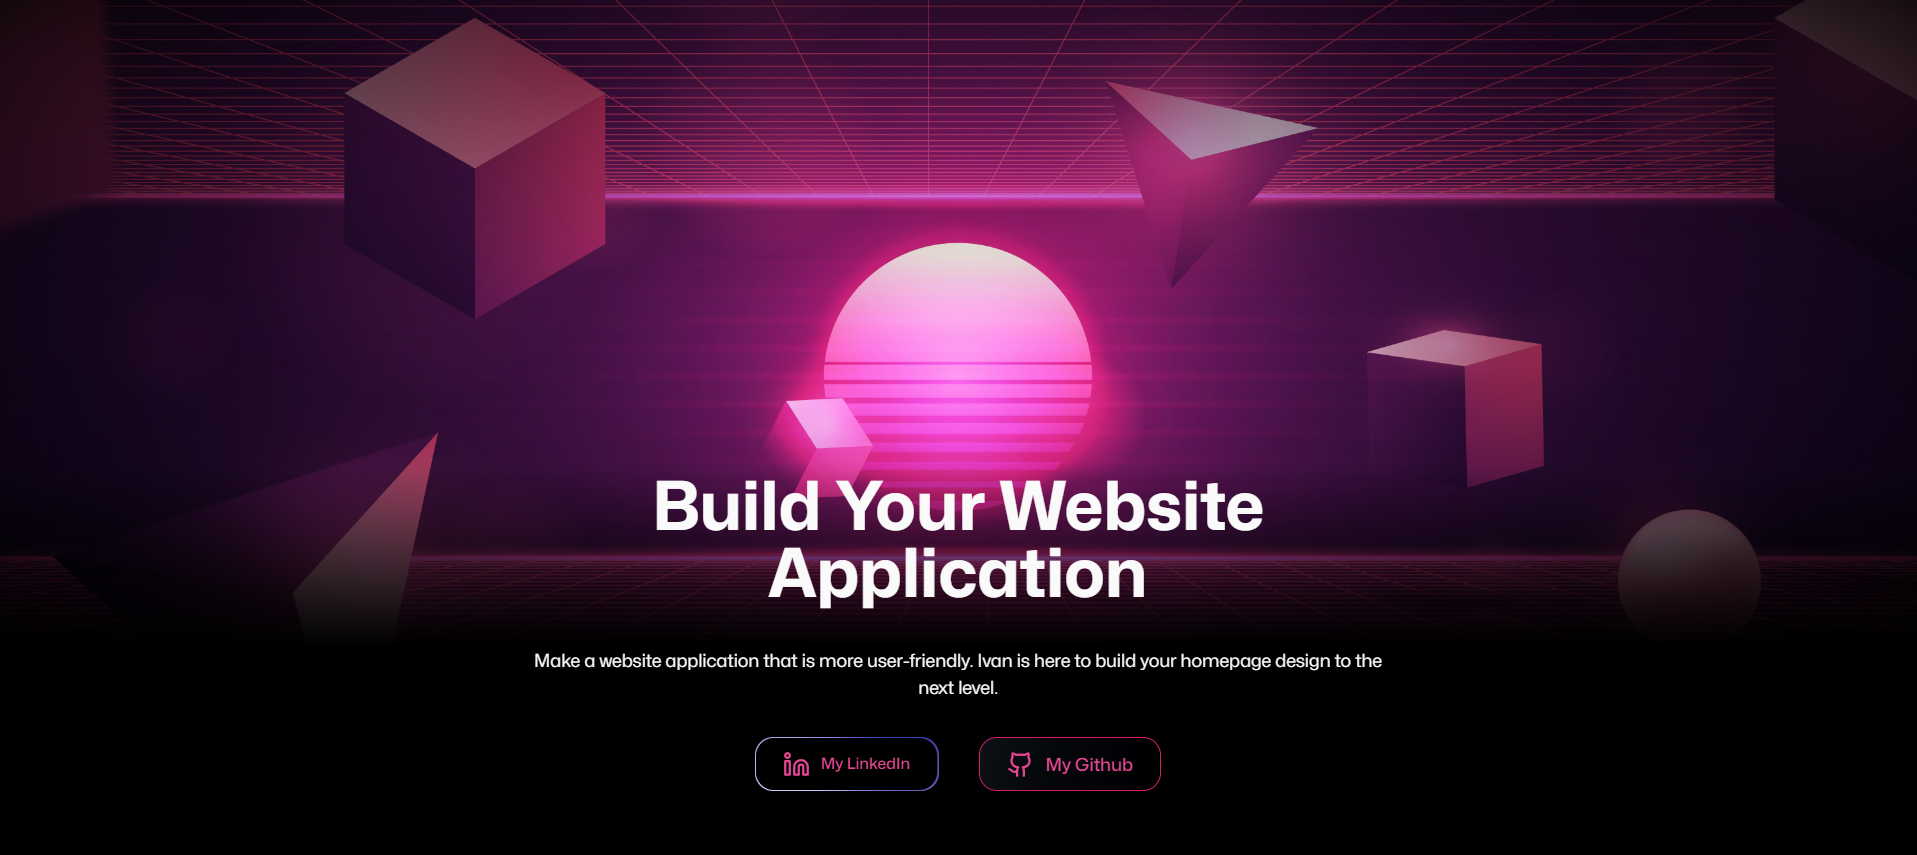 Build Your Website
Application
Make a website application that is more user-friendly. Ivan is here to build your homepage design to the
next level.
My LinkedIn
My Github